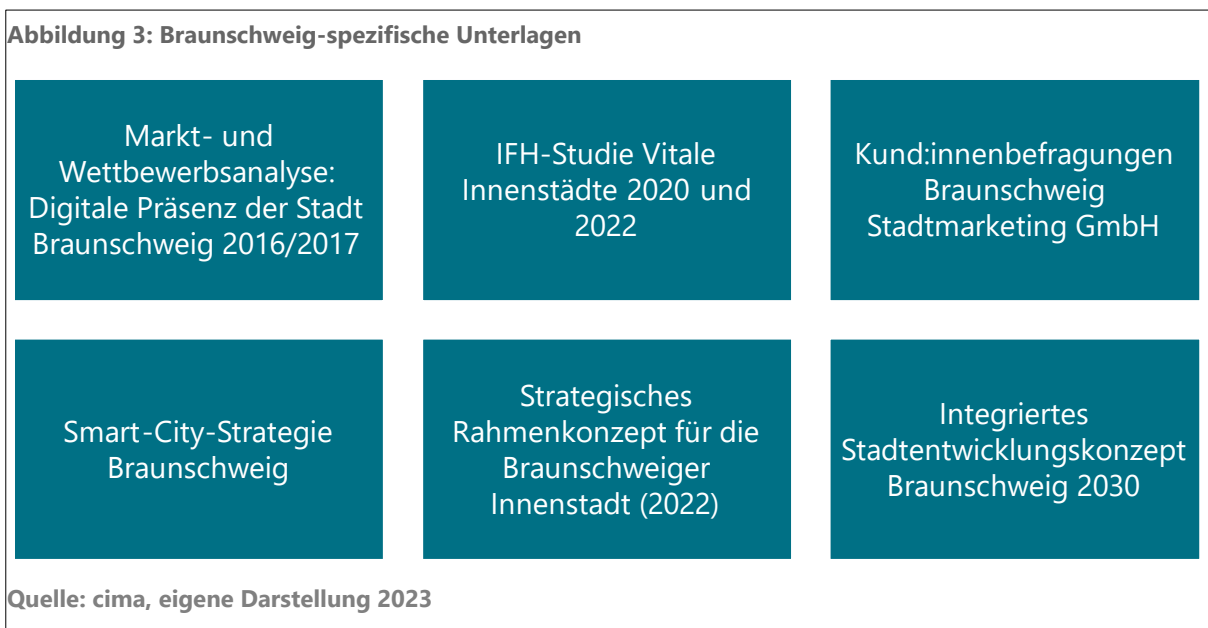 Abbildung 3: Braunschweig-spezifische Unterlagen
Markt- und
Wettbewerbsanalyse:
Digitale Präsenz der Stadt
Braunschweig 2016/2017
IFH-Studie Vitale
Innenstädte 2020 und
2022
Kund:innenbefragungen
Braunschweig
Stadtmarketing GmbH
Smart-City-Strategie
Braunschweig
Strategisches
Rahmenkonzept für die
Braunschweiger
Innenstadt (2022)
Integriertes
Stadtentwicklungskonzept
Braunschweig 2030
Quelle: cima, eigene Darstellung 2023